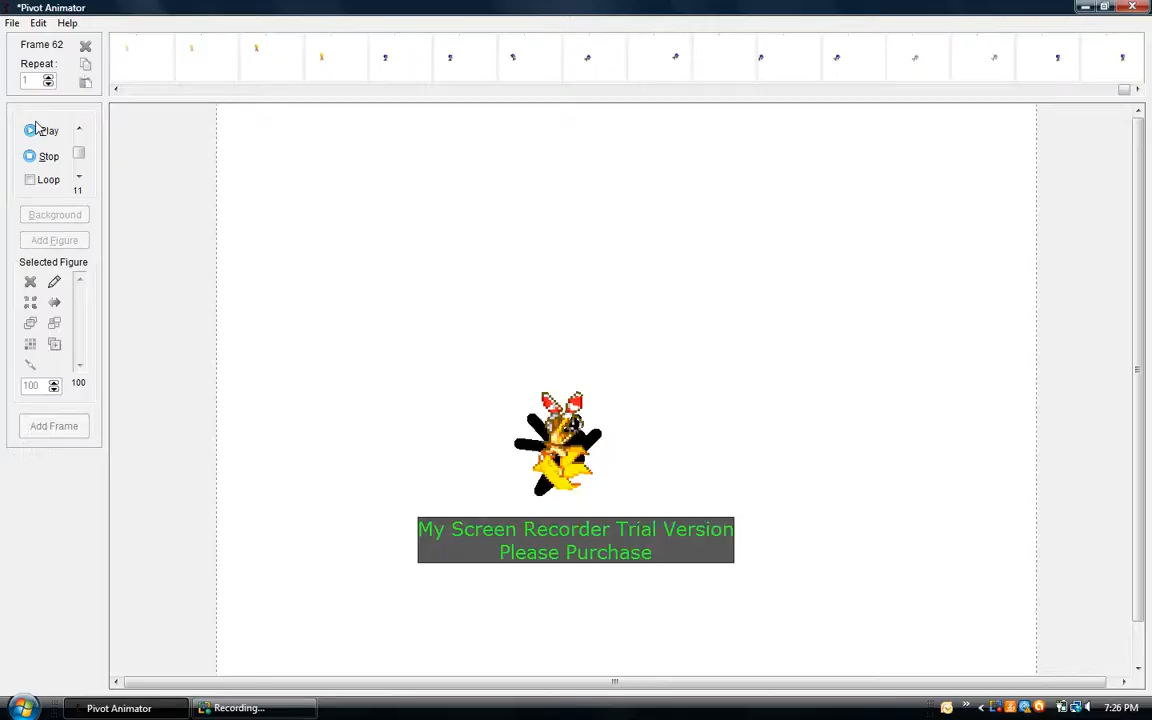 *Pivot Animator
File Edit Help
Frame 62
Repeat :
1
Play
Stop
Loop
11
Background
Add Figure
Selected Figure
100 100
Add Frame
My Screen Recorder Trial Version
Please Purchase
Pivot Animator Recording... 7:26 PM